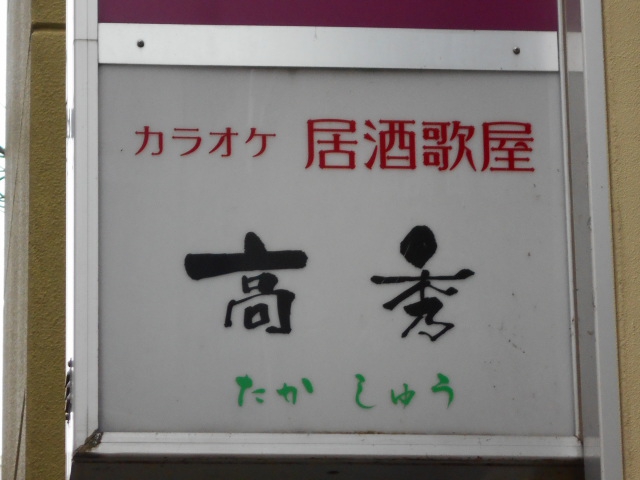 カラオケ 居酒歌屋
高秀
たか しゅう